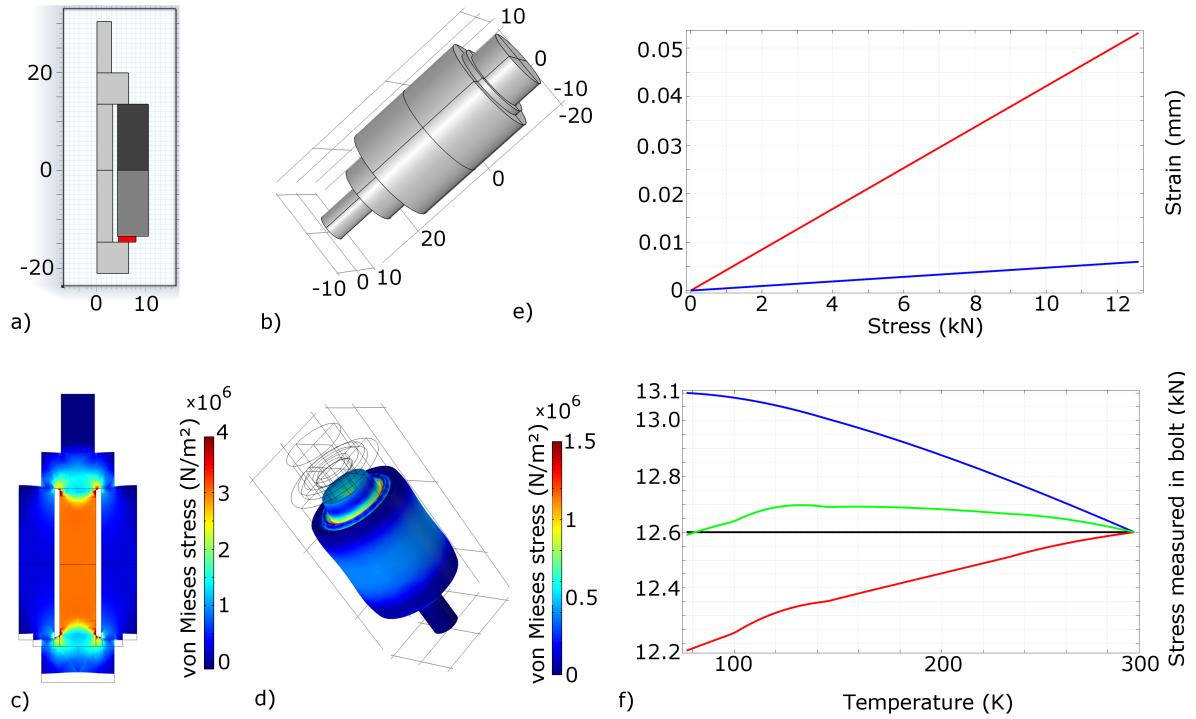 20
0
-20
0 10
a)
10
0
-10
-20
0
20
10
0
-10
b)
e)
0.05
0.04
0.03
0.02
0.01
0
0 2 4 6 8 10 12
Stress (kN)
Strain (mm)
×10⁶
4
3
2
1
0
von Mieses stress (N/m²)
c)
×10⁶
1.5
1
0.5
0
von Mieses stress (N/m²)
d)
13.1
13.0
12.8
12.6
12.4
12.2
100 200 300
Temperature (K)
Stress measured in bolt (kN)
f)